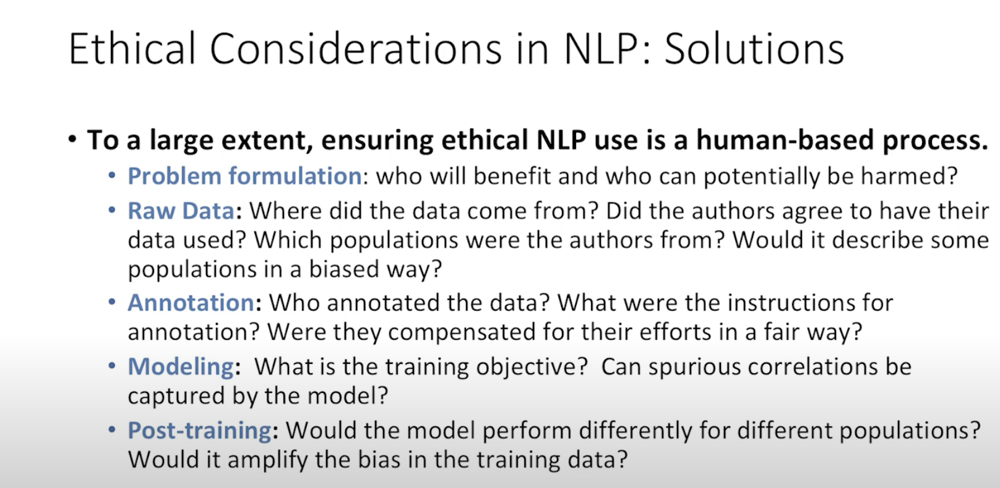 Ethical Considerations in NLP: Solutions
• To a large extent, ensuring ethical NLP use is a human-based process.
• Problem formulation: who will benefit and who can potentially be harmed?
• Raw Data: Where did the data come from? Did the authors agree to have their
data used? Which populations were the authors from? Would it describe some
populations in a biased way?
• Annotation: Who annotated the data? What were the instructions for
annotation? Were they compensated for their efforts in a fair way?
• Modeling:  What is the training objective?  Can spurious correlations be
captured by the model?
• Post-training: Would the model perform differently for different populations?
Would it amplify the bias in the training data?